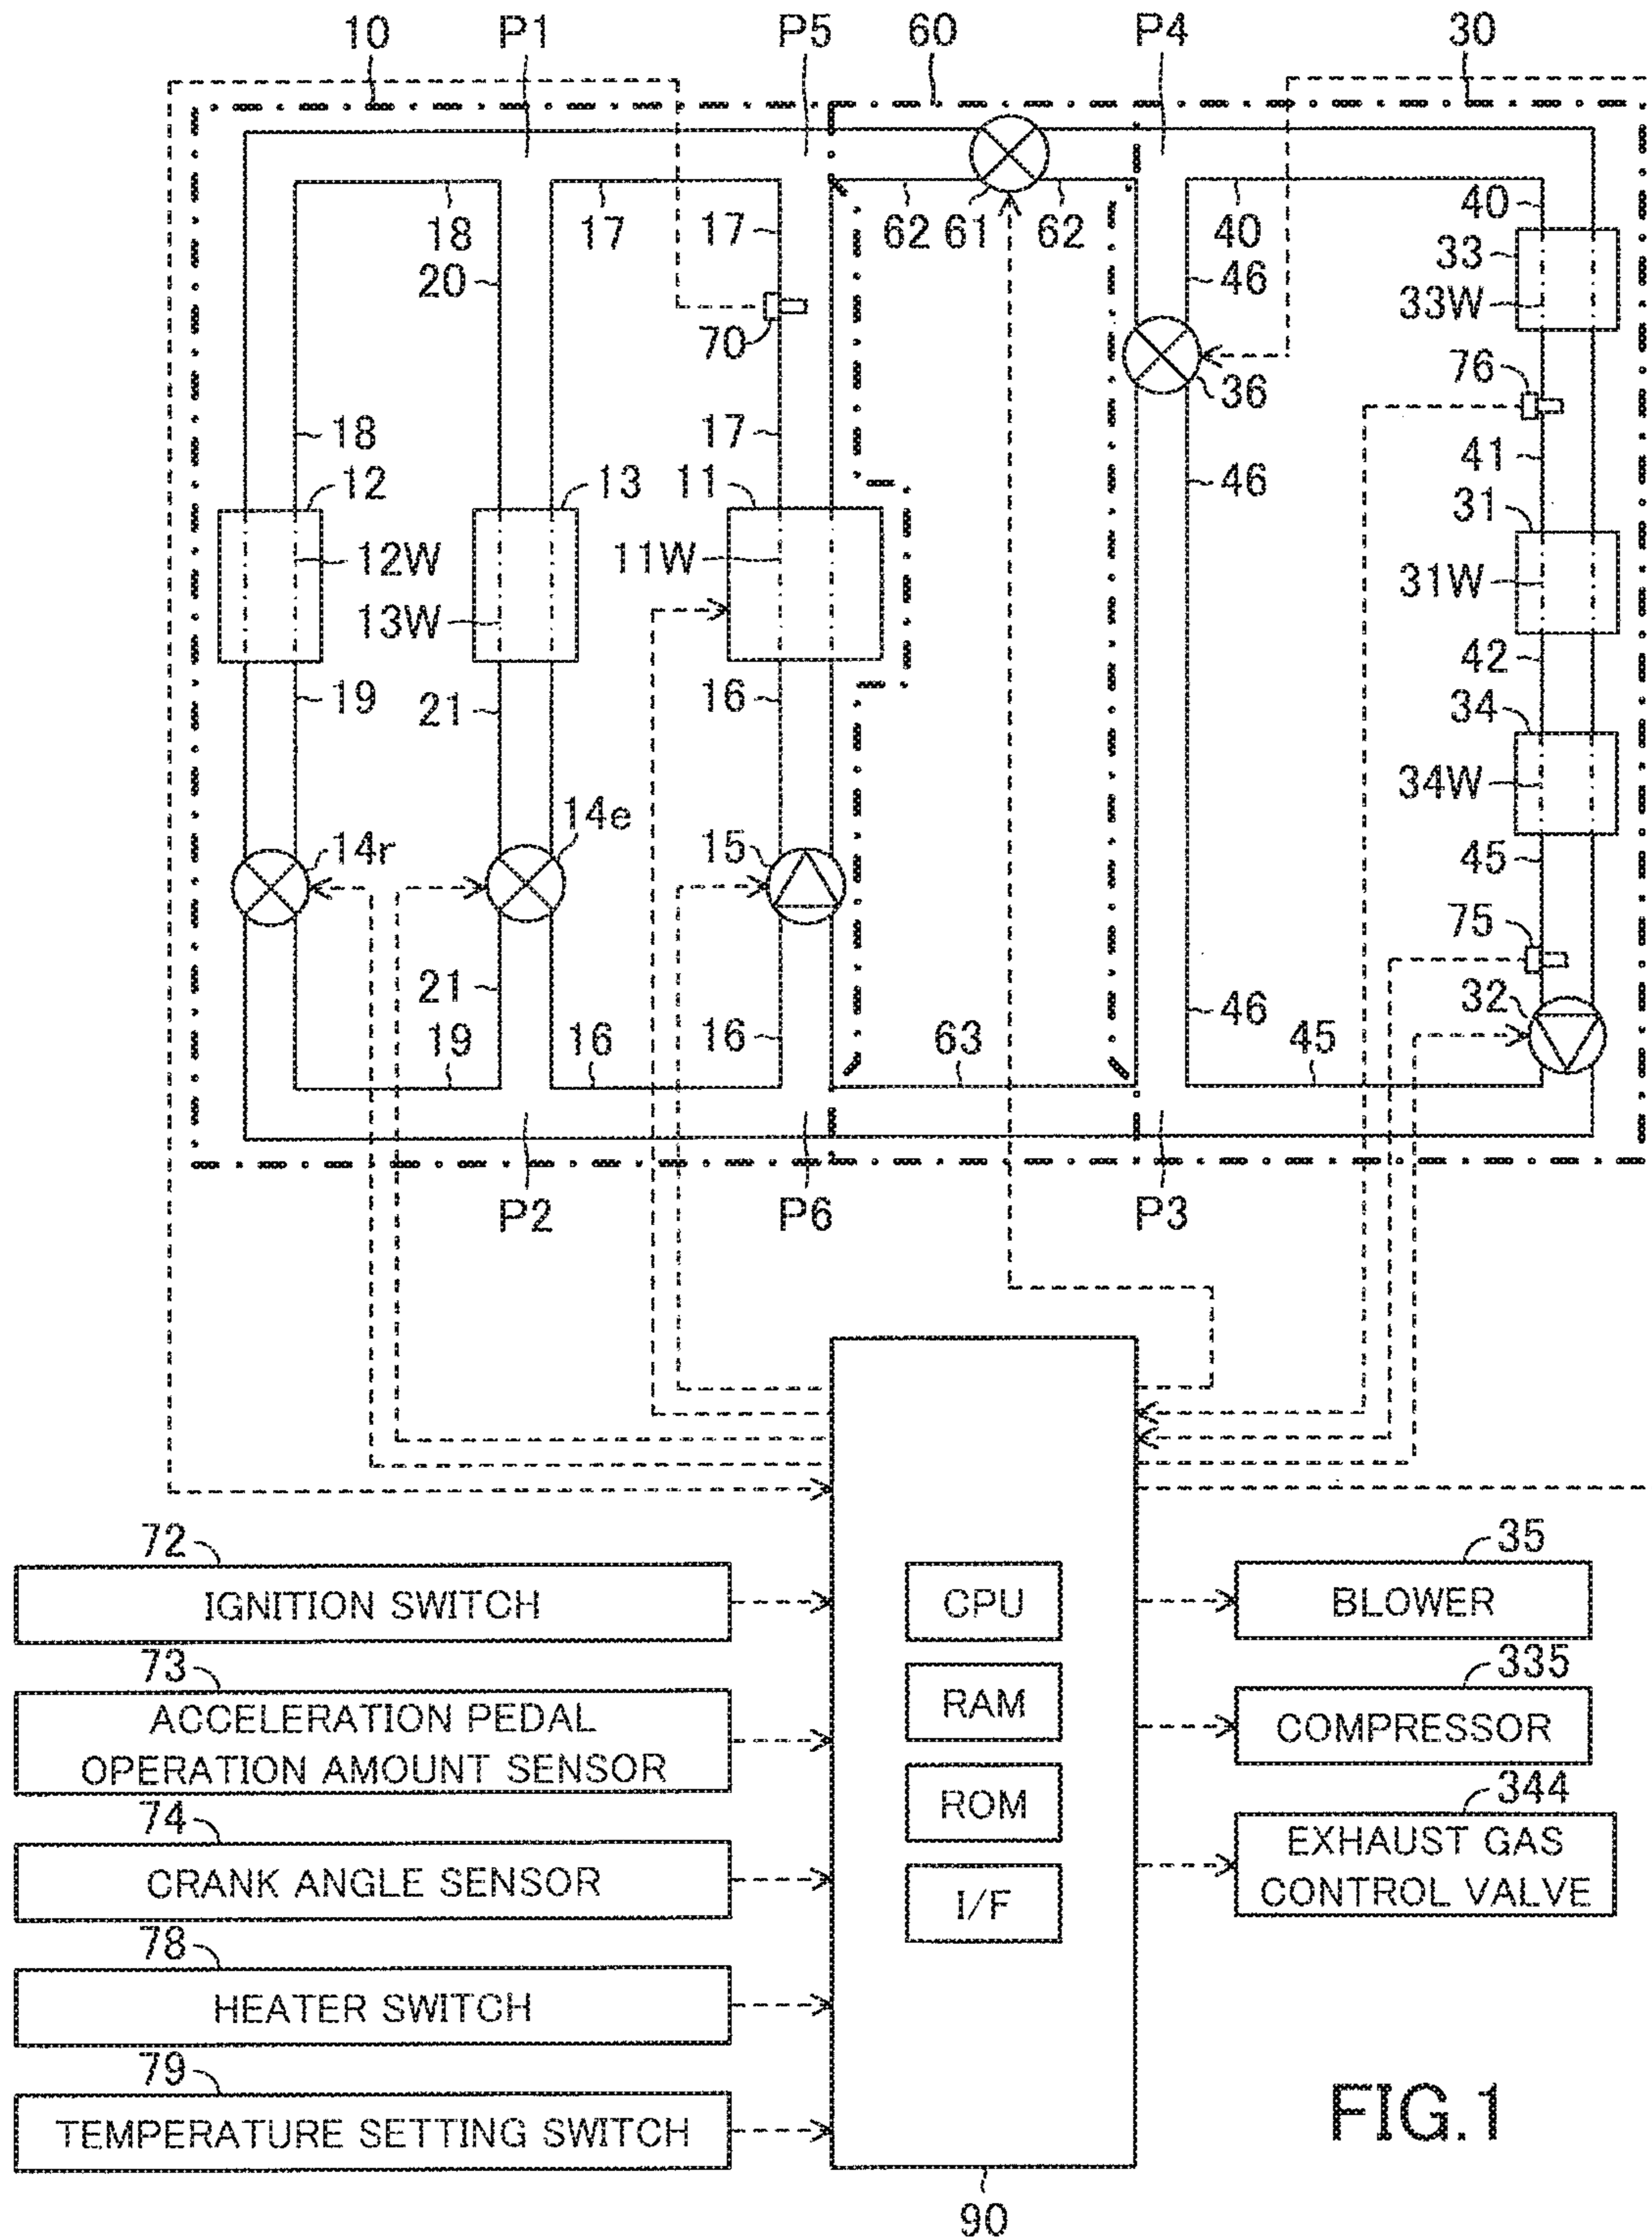 10 P1 P5 60 P4 30
18 17 17 62 61 62 40 40
20 46 33
70 33W
36 76
18 17 46 41
12 13 11 31
12W 11W 31W
13W
19 21 16 42
34
34W
14r 14e 15 45
75
21 46 32
19 16 16 63 45
P2 P6 P3
72 35
IGNITION SWITCH CPU BLOWER
73 335
ACCELERATION PEDAL
OPERATION AMOUNT SENSOR RAM COMPRESSOR
74 344
CRANK ANGLE SENSOR ROM EXHAUST GAS
CONTROL VALVE
I/F
78
HEATER SWITCH
79
TEMPERATURE SETTING SWITCH
FIG.1
90